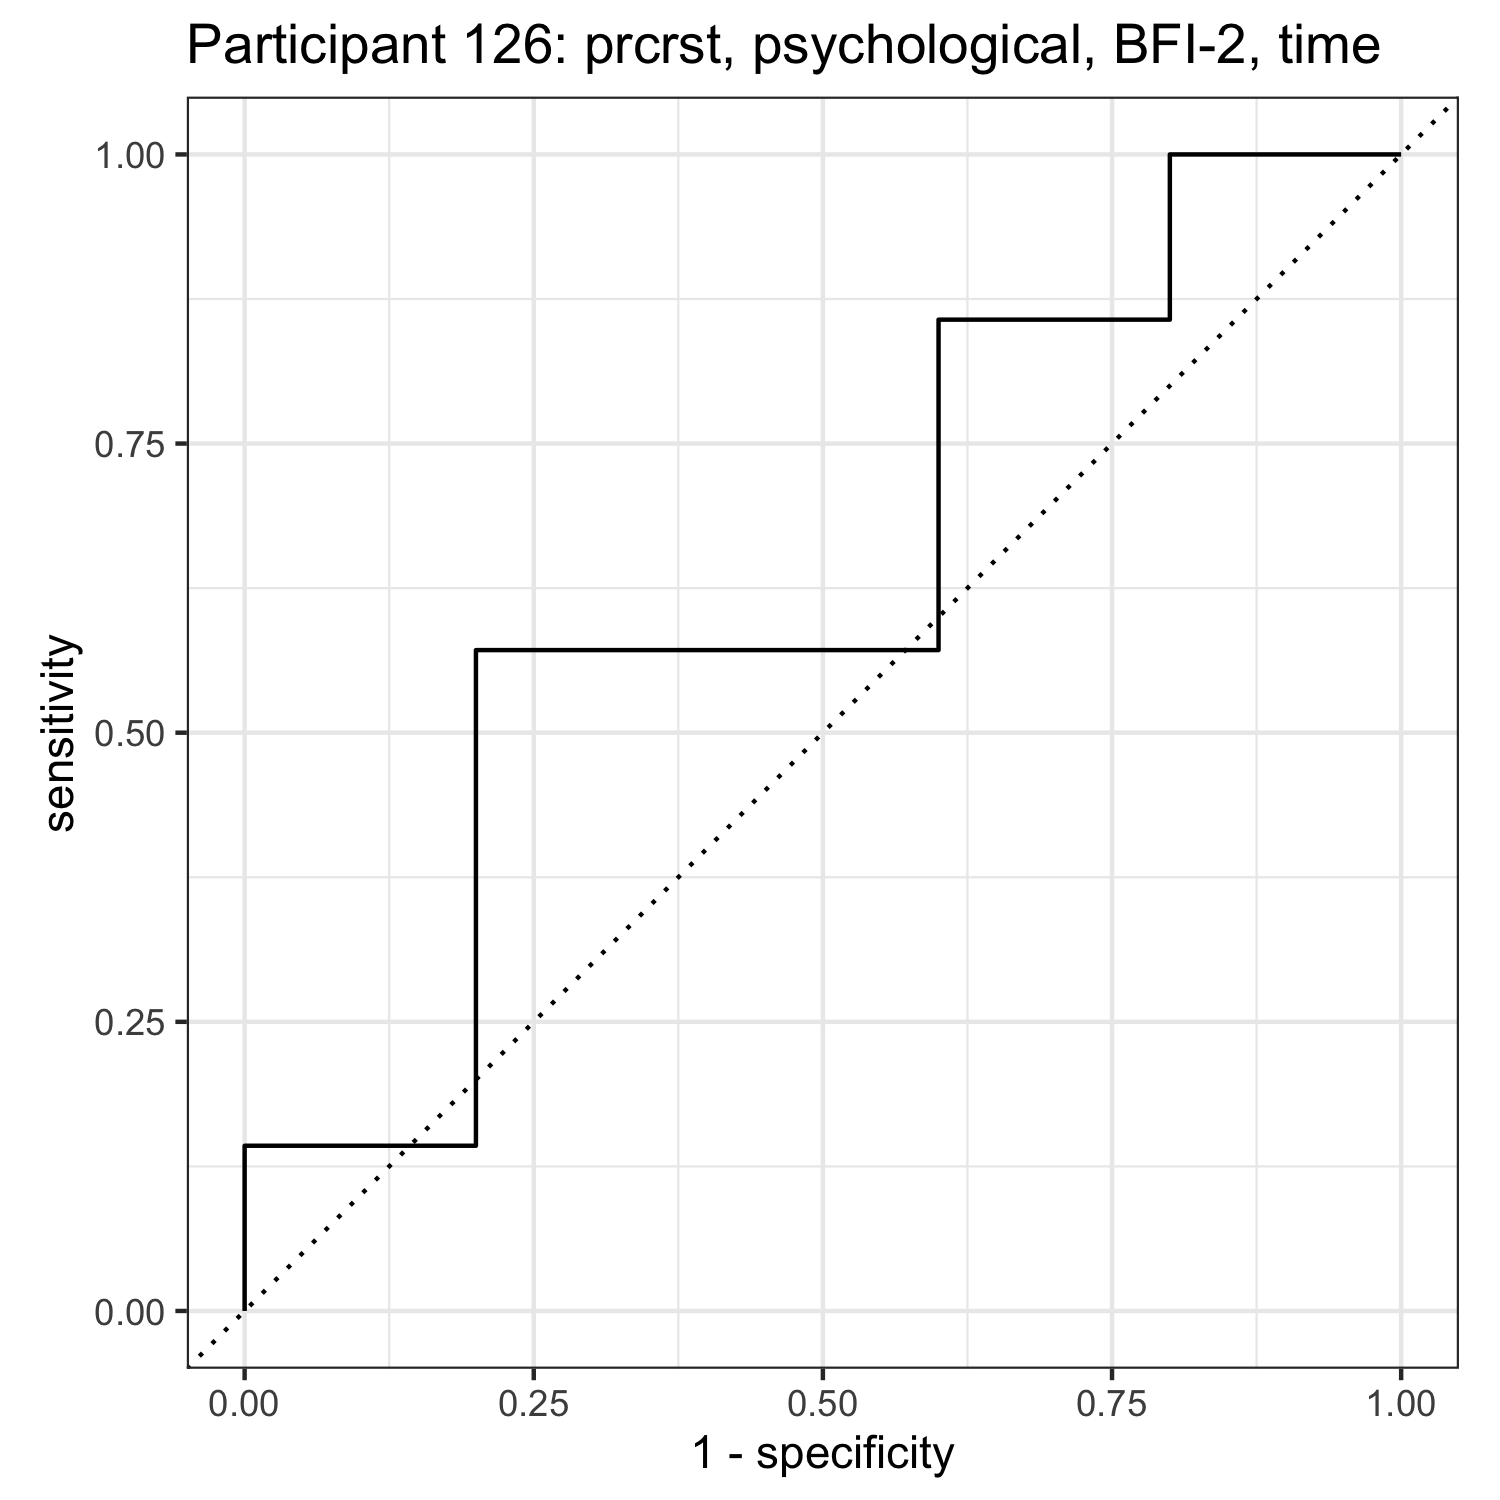 Participant 126: prcrst, psychological, BFI-2, time
1.00
0.75
0.50
0.25
0.00
sensitivity
0.00 0.25 0.50 0.75 1.00
1 - specificity